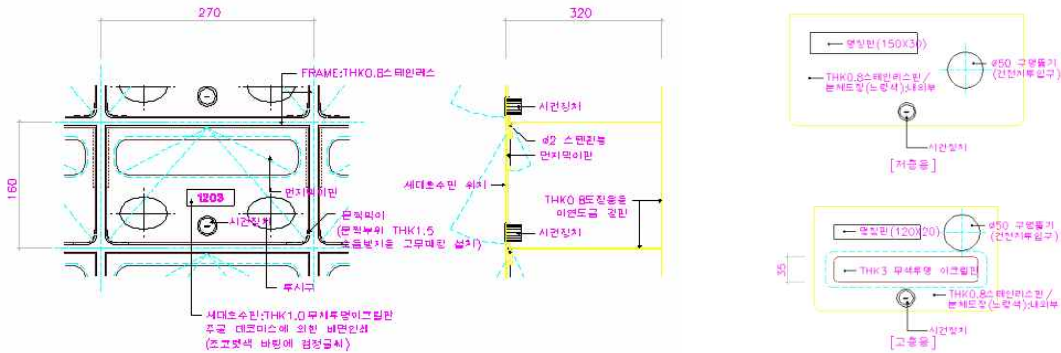 270
320
FRAME:THK0.8스테인레스
시건장치
ø2 스텐러봉
먼지막이판
세대호수판 위치
160
1203
먼지막이판
시건장치
문턱막이
(문턱부위 THK1.5
소음방지용 고무패킹 설치)
THK0.8도장용용
아연도금 강판
시건장치
투시구
세대호수판:THK1.0무채투명아크릴판
주물 데코마스에 의한 배면인쇄
(초코렛색 바탕에 검정글씨)
명칭판(150X30)
ø50 구멍뚫기
(건전지투입구)
THK0.8스테인리스판/
분체도장(노랑색):내외부
시건장치
[저층용]
명칭판(120X20)
ø50 구멍뚫기
(건전지투입구)
35
THK3 무색투명 아크릴판
THK0.8스테인리스판/
분체도장(노랑색):내외부
시건장치
[고층용]